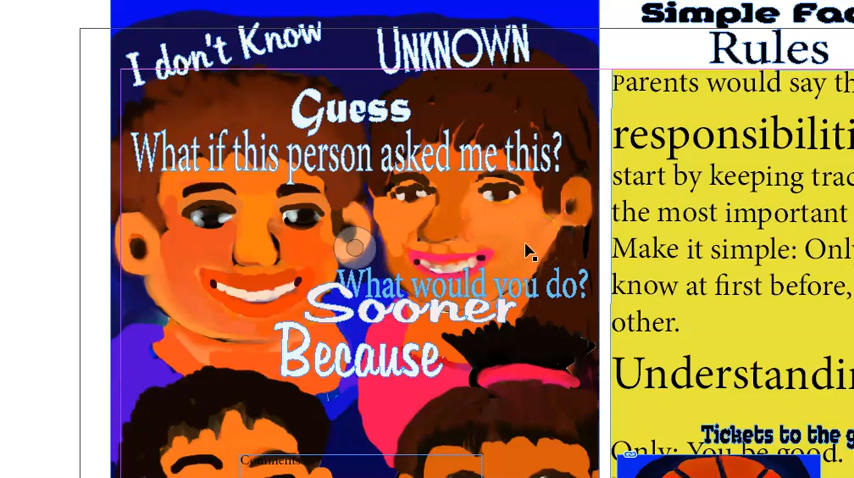 I don't Know
UNKNOWN
Guess
What if this person asked me this?
What would you do?
Sooner
Because
Simple Fac
Rules
Parents would say th
responsibiliti
start by keeping trac
the most important
Make it simple: Onl
know at first before,
other.
Understandin
Tickets to the g
Only: You be good.